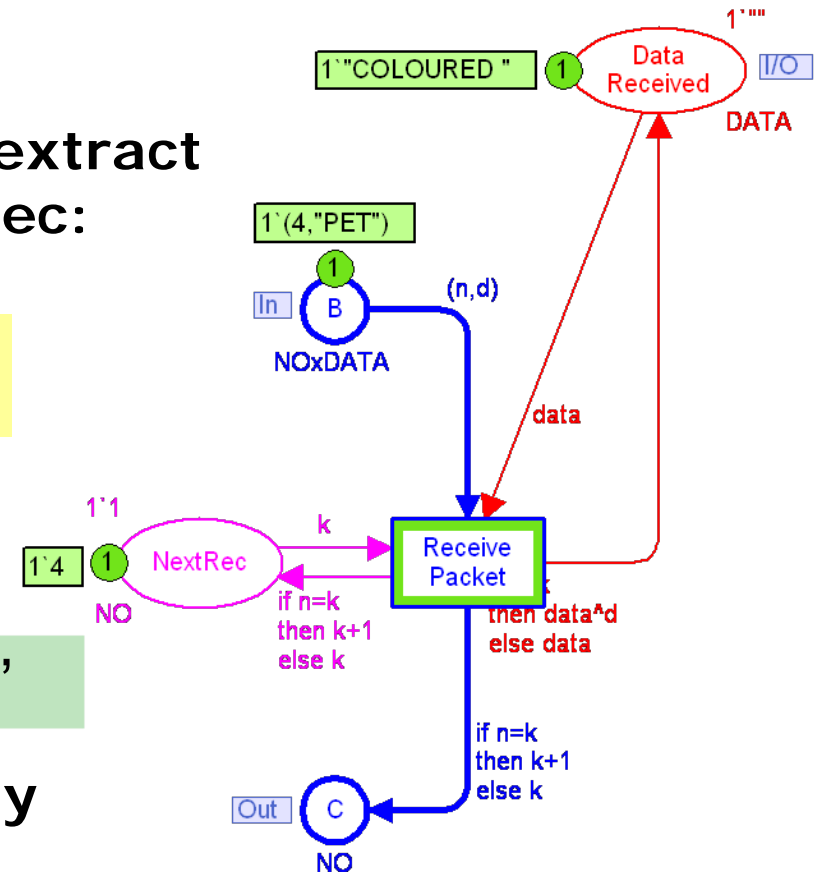 1`""
1`"COLOURED "
1
Data
Received
I/O
DATA
extract
ec:
1`(4,"PET")
1
In
B
(n,d)
NOxDATA
data
1`1
k
1`4
1
NextRec
NO
Receive
Packet
if n=k
then k+1
else k
k
then data^d
else data
,
if n=k
then k+1
else k
y
Out
C
NO